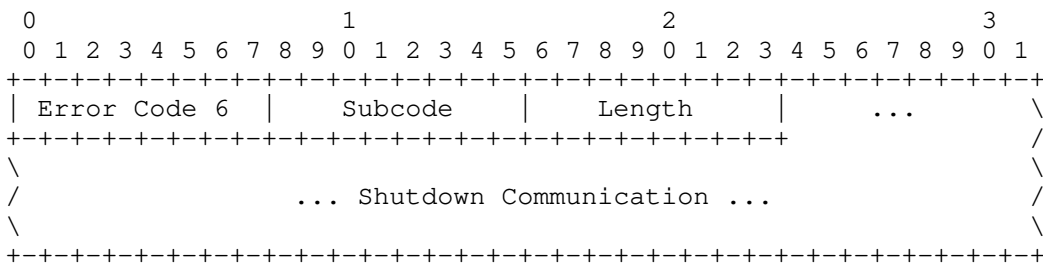 0                   1                   2                   3
 0 1 2 3 4 5 6 7 8 9 0 1 2 3 4 5 6 7 8 9 0 1 2 3 4 5 6 7 8 9 0 1
+-+-+-+-+-+-+-+-+-+-+-+-+-+-+-+-+-+-+-+-+-+-+-+-+-+-+-+-+-+-+-+-+
| Error Code 6  |    Subcode    |    Length     |     ...       \
+-+-+-+-+-+-+-+-+-+-+-+-+-+-+-+-+-+-+-+-+-+-+-+-+               /
\                                                               \
/                 ... Shutdown Communication ...                /
\                                                               \
+-+-+-+-+-+-+-+-+-+-+-+-+-+-+-+-+-+-+-+-+-+-+-+-+-+-+-+-+-+-+-+-+